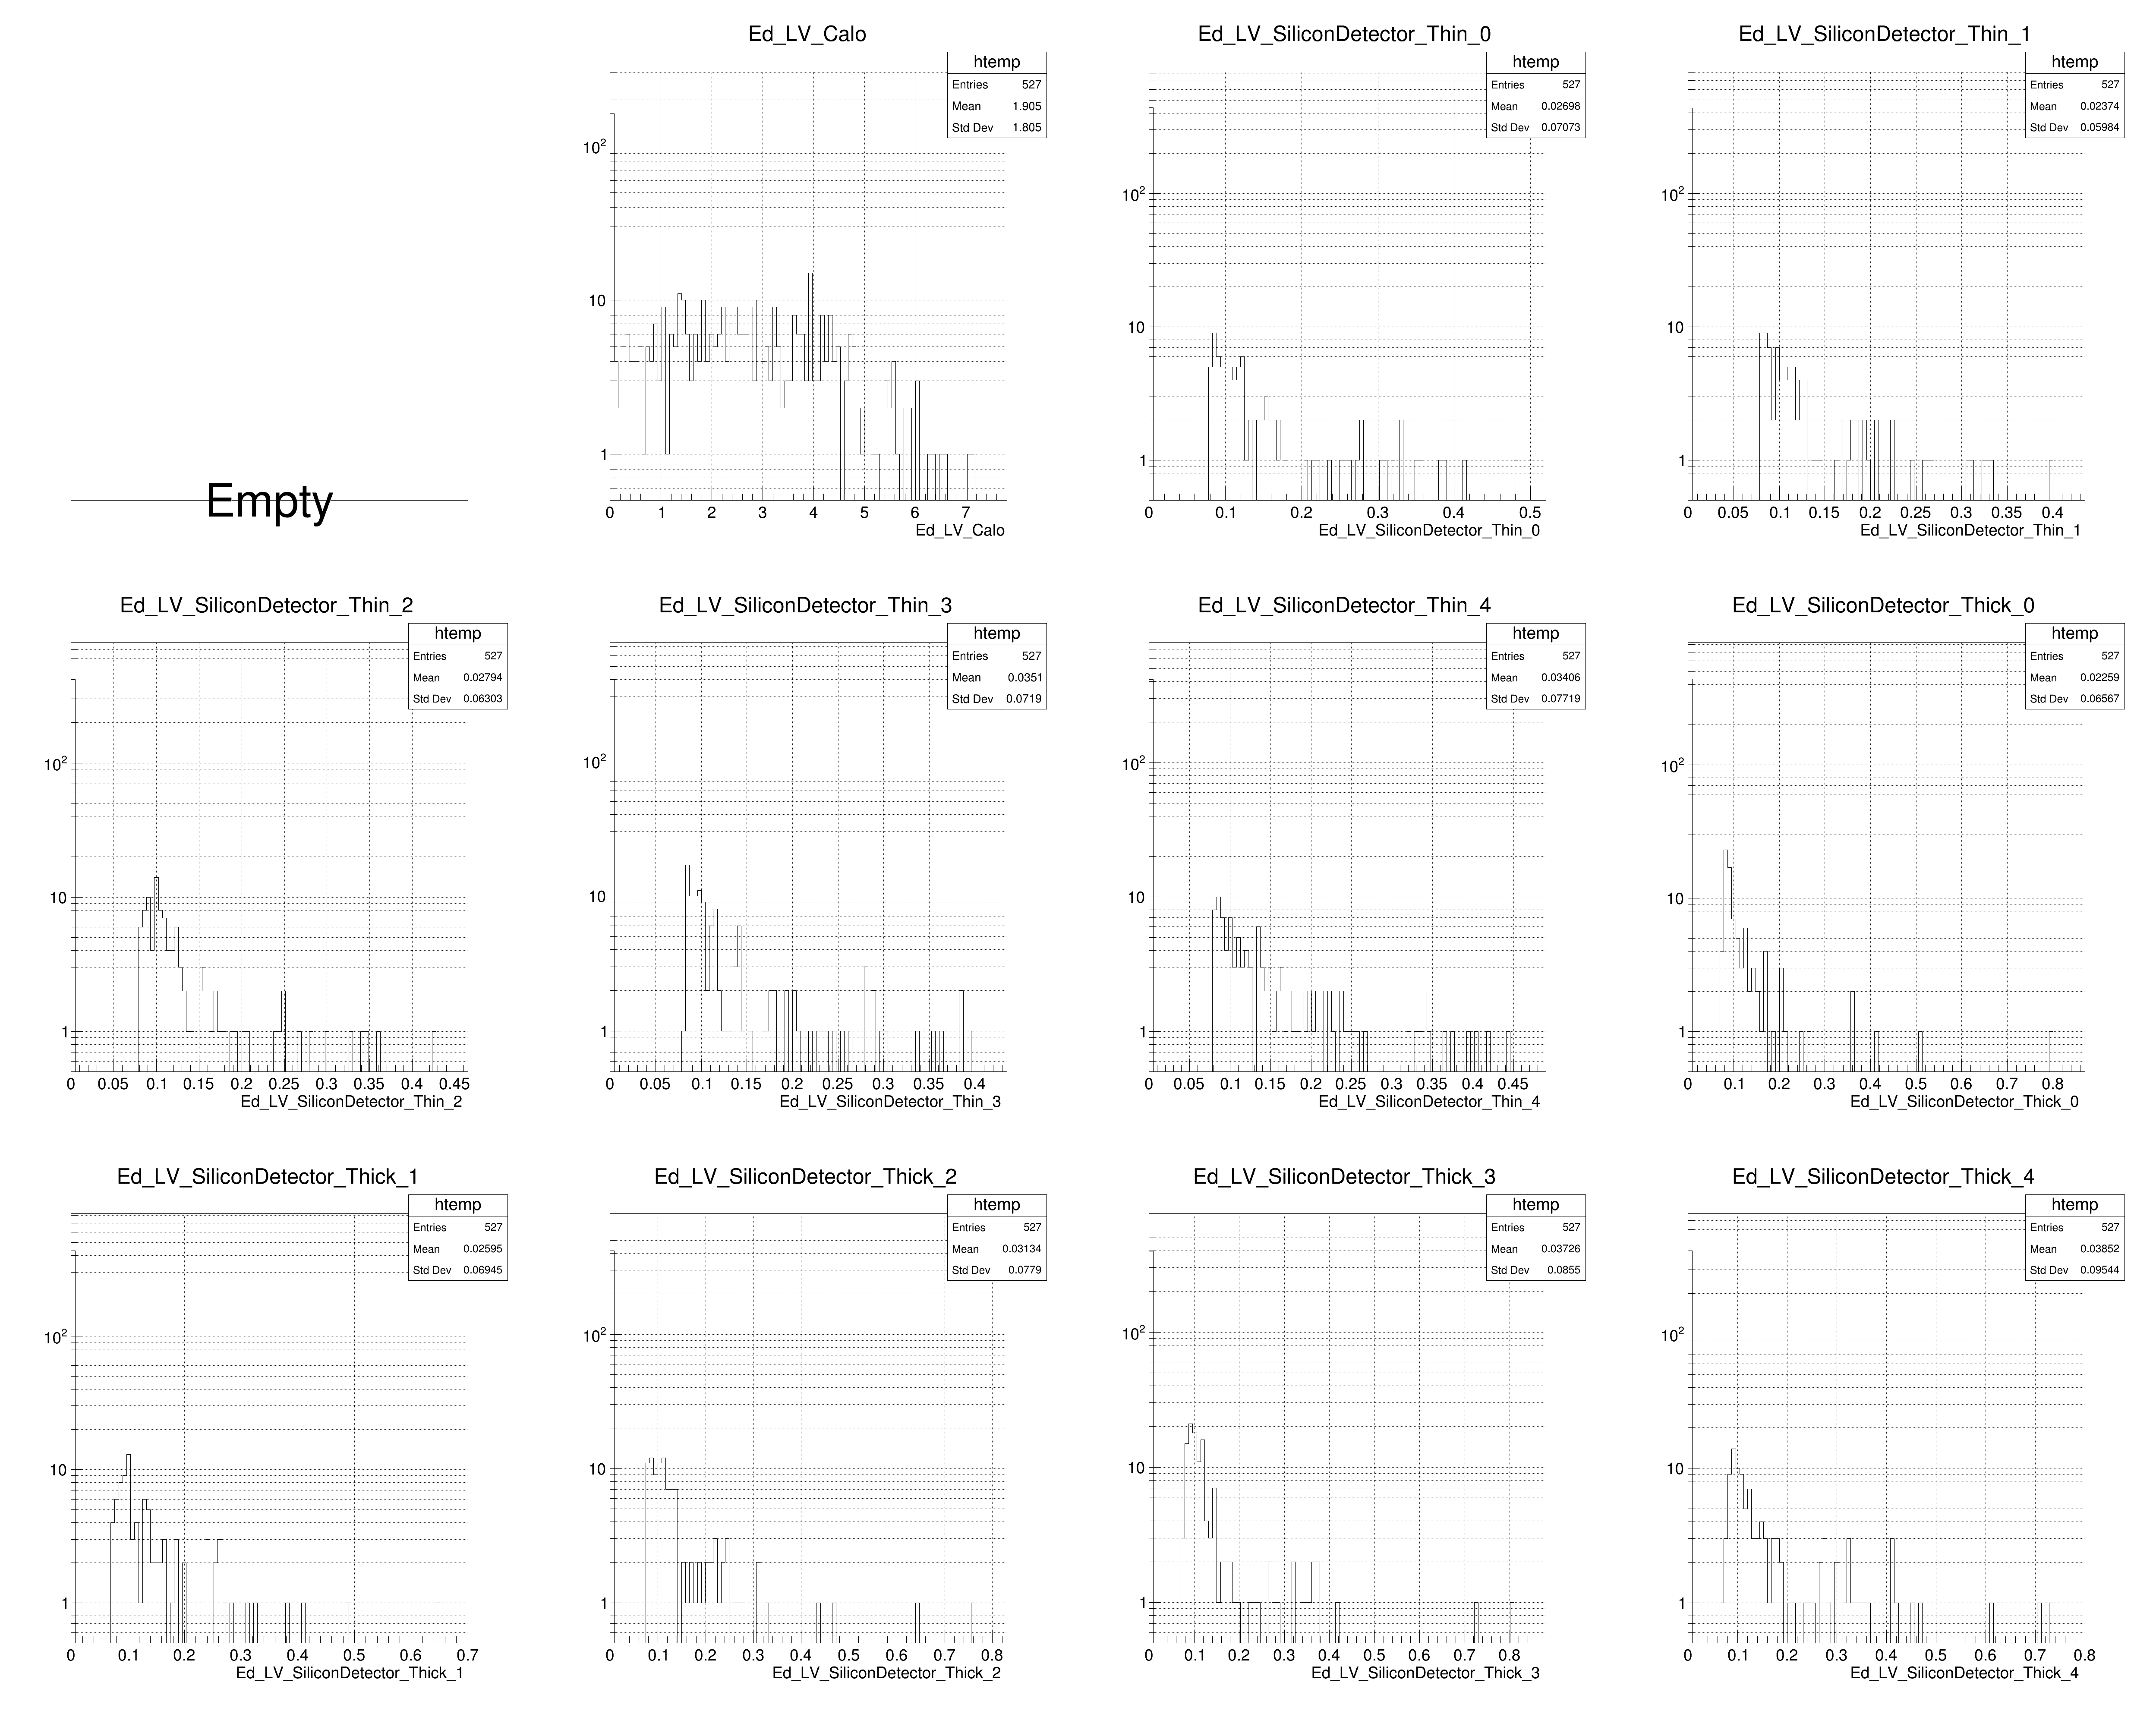 Empty
Ed_LV_Calo
htemp
Entries 527
Mean 1.905
Std Dev 1.805
10²
10
1
0 1 2 3 4 5 6 7
Ed_LV_Calo
Ed_LV_SiliconDetector_Thin_0
htemp
Entries 527
Mean 0.02698
Std Dev 0.07073
10²
10
1
0 0.1 0.2 0.3 0.4 0.5
Ed_LV_SiliconDetector_Thin_0
Ed_LV_SiliconDetector_Thin_1
htemp
Entries 527
Mean 0.02374
Std Dev 0.05984
10²
10
1
0 0.05 0.1 0.15 0.2 0.25 0.3 0.35 0.4
Ed_LV_SiliconDetector_Thin_1
Ed_LV_SiliconDetector_Thin_2
htemp
Entries 527
Mean 0.02794
Std Dev 0.06303
10²
10
1
0 0.05 0.1 0.15 0.2 0.25 0.3 0.35 0.4 0.45
Ed_LV_SiliconDetector_Thin_2
Ed_LV_SiliconDetector_Thin_3
htemp
Entries 527
Mean 0.0351
Std Dev 0.0719
10²
10
1
0 0.05 0.1 0.15 0.2 0.25 0.3 0.35 0.4
Ed_LV_SiliconDetector_Thin_3
Ed_LV_SiliconDetector_Thin_4
htemp
Entries 527
Mean 0.03406
Std Dev 0.07719
10²
10
1
0 0.05 0.1 0.15 0.2 0.25 0.3 0.35 0.4 0.45
Ed_LV_SiliconDetector_Thin_4
Ed_LV_SiliconDetector_Thick_0
htemp
Entries 527
Mean 0.02259
Std Dev 0.06567
10²
10
1
0 0.1 0.2 0.3 0.4 0.5 0.6 0.7 0.8
Ed_LV_SiliconDetector_Thick_0
Ed_LV_SiliconDetector_Thick_1
htemp
Entries 527
Mean 0.02595
Std Dev 0.06945
10²
10
1
0 0.1 0.2 0.3 0.4 0.5 0.6 0.7
Ed_LV_SiliconDetector_Thick_1
Ed_LV_SiliconDetector_Thick_2
htemp
Entries 527
Mean 0.03134
Std Dev 0.0779
10²
10
1
0 0.1 0.2 0.3 0.4 0.5 0.6 0.7 0.8
Ed_LV_SiliconDetector_Thick_2
Ed_LV_SiliconDetector_Thick_3
htemp
Entries 527
Mean 0.03726
Std Dev 0.0855
10²
10
1
0 0.1 0.2 0.3 0.4 0.5 0.6 0.7 0.8
Ed_LV_SiliconDetector_Thick_3
Ed_LV_SiliconDetector_Thick_4
htemp
Entries 527
Mean 0.03852
Std Dev 0.09544
10²
10
1
0 0.1 0.2 0.3 0.4 0.5 0.6 0.7 0.8
Ed_LV_SiliconDetector_Thick_4